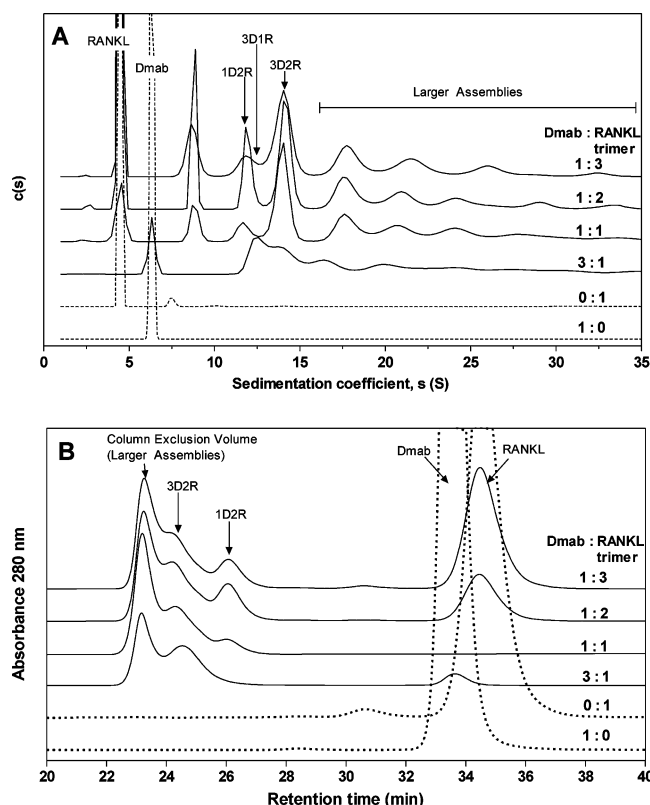 A
RANKL
Dmab
3D1R
1D2R
3D2R
Larger Assemblies
Dmab : RANKL
trimer
1 : 3
1 : 2
1 : 1
3 : 1
0 : 1
1 : 0
c(s)
0 5 10 15 20 25 30 35
Sedimentation coefficient, s (S)
B
Column Exclusion Volume
(Larger Assemblies)
3D2R
1D2R
Dmab
RANKL
Dmab : RANKL
trimer
1 : 3
1 : 2
1 : 1
3 : 1
0 : 1
1 : 0
Absorbance 280 nm
20 22 24 26 28 30 32 34 36 38 40
Retention time (min)